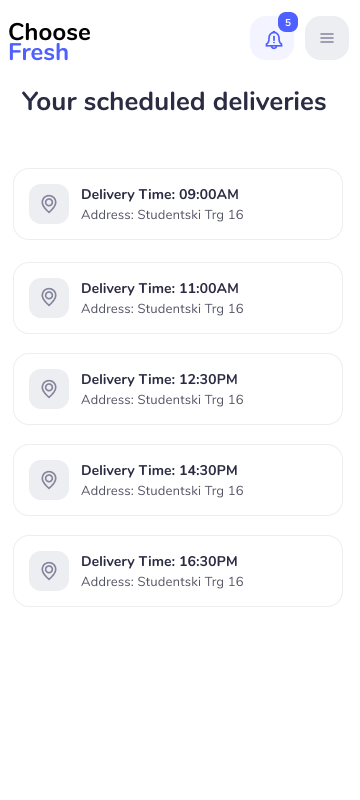 Choose
Fresh
5
Your scheduled deliveries
Delivery Time: 09:00AM
Address: Studentski Trg 16
Delivery Time: 11:00AM
Address: Studentski Trg 16
Delivery Time: 12:30PM
Address: Studentski Trg 16
Delivery Time: 14:30PM
Address: Studentski Trg 16
Delivery Time: 16:30PM
Address: Studentski Trg 16